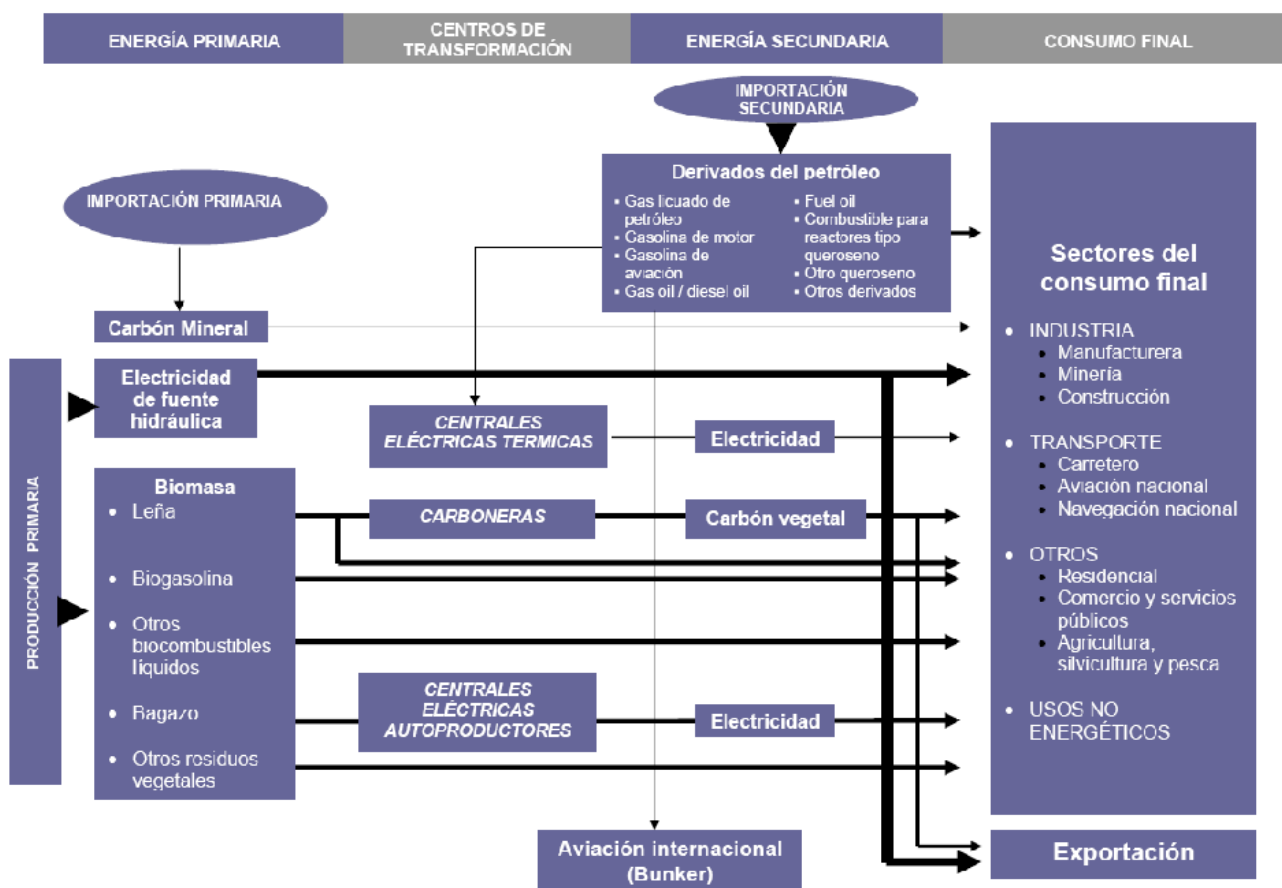 ENERGÍA PRIMARIA
CENTROS DE
TRANSFORMACIÓN
ENERGÍA SECUNDARIA
CONSUMO FINAL
IMPORTACIÓN
SECUNDARIA
Derivados del petróleo
▪ Gas licuado de
petróleo
▪ Gasolina de motor
▪ Gasolina de
aviación
▪ Gas oil / diesel oil
▪ Fuel oil
▪ Combustible para
reactores tipo
queroseno
▪ Otro queroseno
▪ Otros derivados
IMPORTACIÓN PRIMARIA
Carbón Mineral
PRODUCCIÓN PRIMARIA
Electricidad
de fuente
hidráulica
CENTRALES
ELÉCTRICAS TERMICAS
Electricidad
Biomasa
• Leña
• Biogasolina
• Otros
biocombustibles
líquidos
• Bagazo
• Otros residuos
vegetales
CARBONERAS
Carbón vegetal
CENTRALES
ELÉCTRICAS
AUTOPRODUCTORES
Electricidad
Aviación internacional
(Bunker)
Sectores del
consumo final
• INDUSTRIA
• Manufacturera
• Minería
• Construcción
• TRANSPORTE
• Carretero
• Aviación nacional
• Navegación nacional
• OTROS
• Residencial
• Comercio y servicios
públicos
• Agricultura,
silvicultura y pesca
• USOS NO
ENERGÉTICOS
Exportación